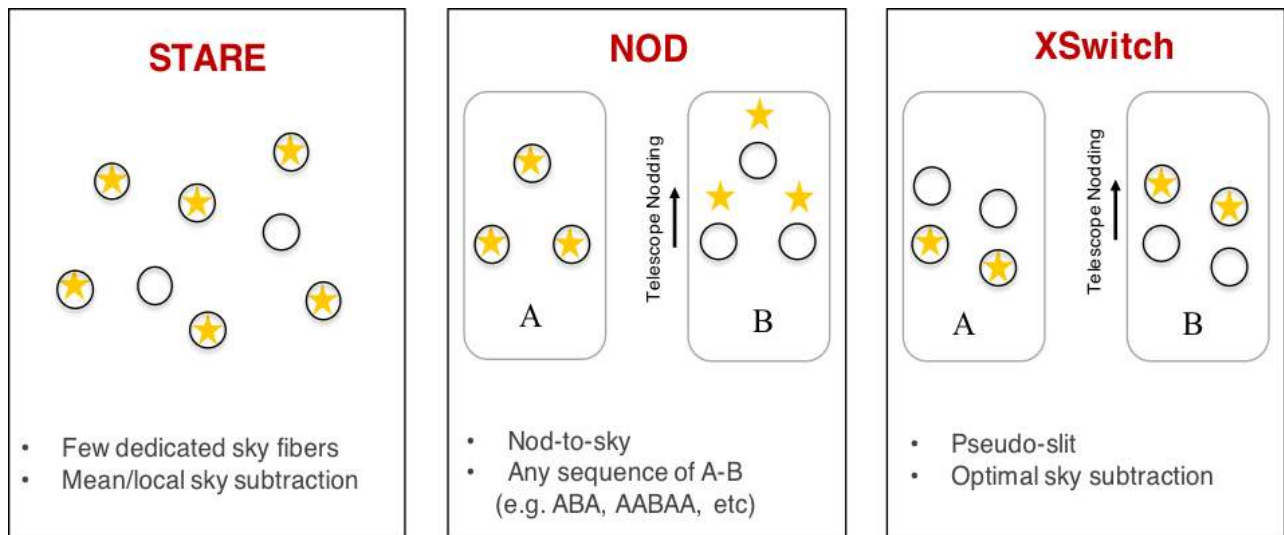 STARE
• Few dedicated sky fibers
• Mean/local sky subtraction
NOD
Telescope Nodding
A
B
• Nod-to-sky
• Any sequence of A-B
(e.g. ABA, AABAA, etc)
XSwitch
Telescope Nodding
A
B
• Pseudo-slit
• Optimal sky subtraction